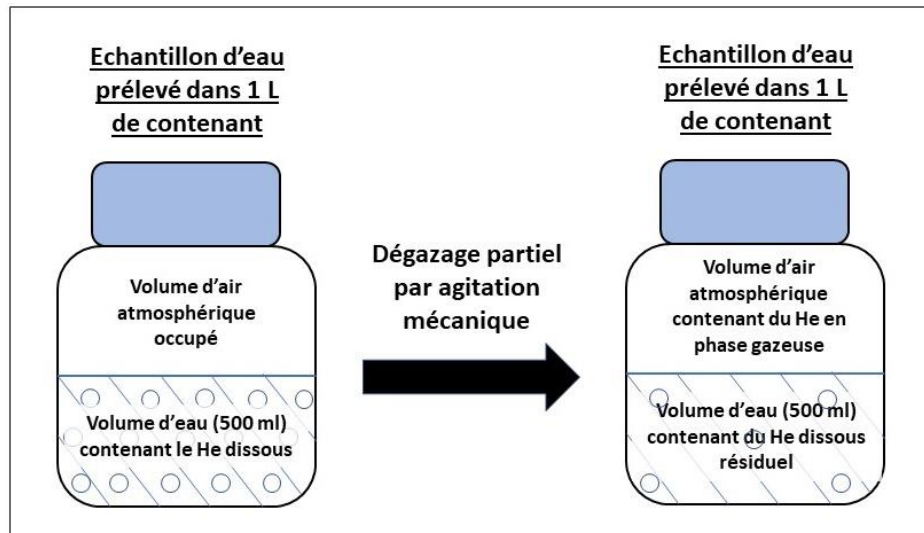 Echantillon d'eau
prélevé dans 1 L
de contenant
Volume d'air
atmosphérique
occupé
Volume d'eau (500 ml)
contenant le He dissous
Dégazage partiel
par agitation
mécanique
Echantillon d'eau
prélevé dans 1 L
de contenant
Volume d'air
atmosphérique
contenant du He en
phase gazeuse
Volume d'eau (500 ml)
contenant du He dissous
résiduel